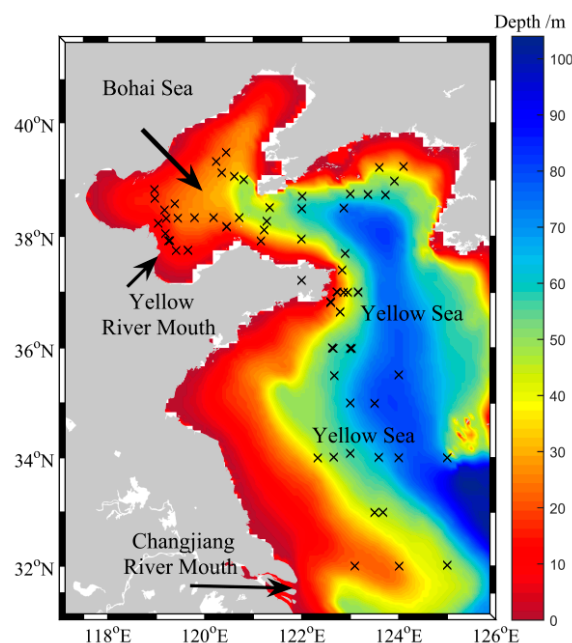 Depth /m
Bohai Sea
Yellow
River Mouth
Yellow Sea
Yellow Sea
Changjiang
River Mouth
40°N
38°N
36°N
34°N
32°N
118°E
120°E
122°E
124°E
126°E
100
90
80
70
60
50
40
30
20
10
0